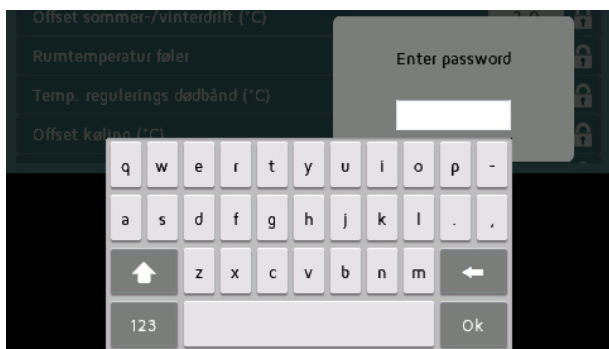 Offset sommer-/vinterdrift (°C)
Rumtemperatur føler
Enter password
Temp. regulerings dødbånd (°C)
Offset køling (°C)
q w e r t y u i o p -
a s d f g h j k l . ,
z x c v b n m
123 Ok